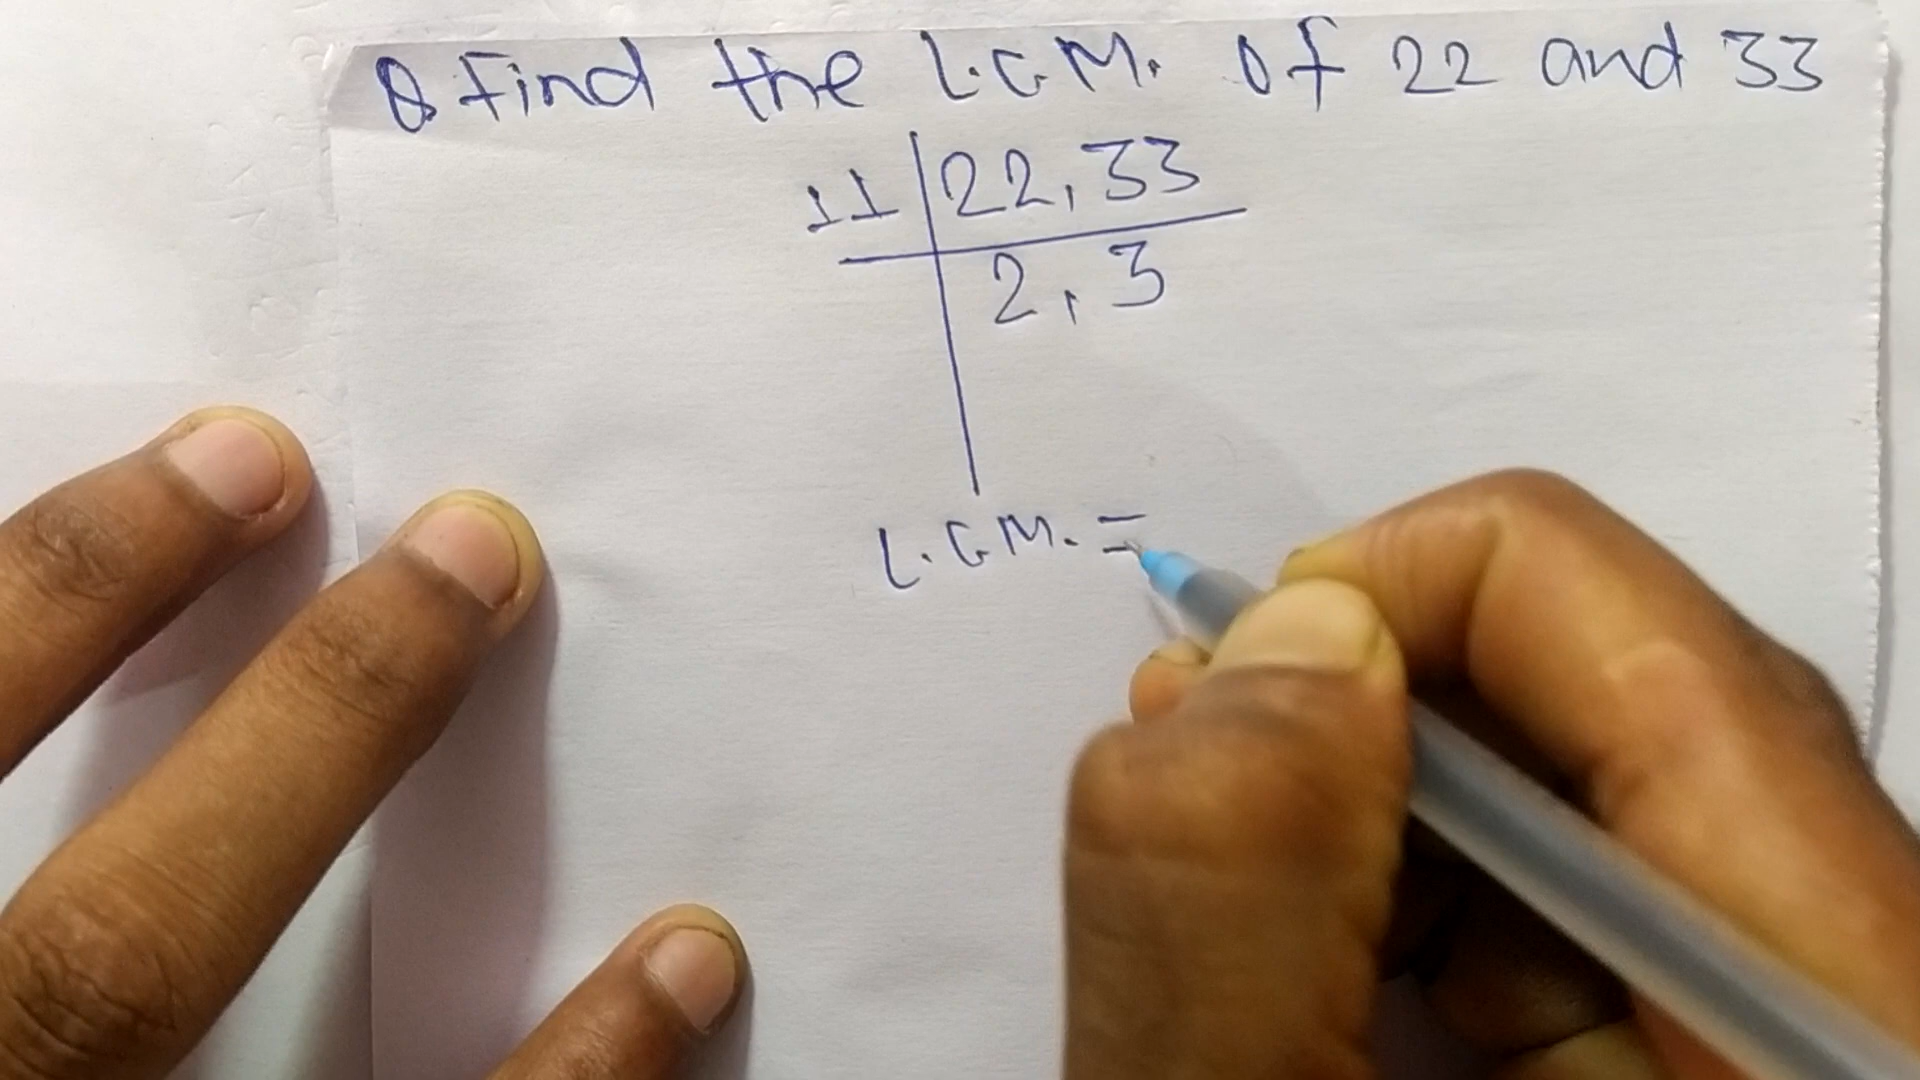 Q Find the L.C.M. of 22 and 33
11 22, 33
2, 3
L.C.M. =